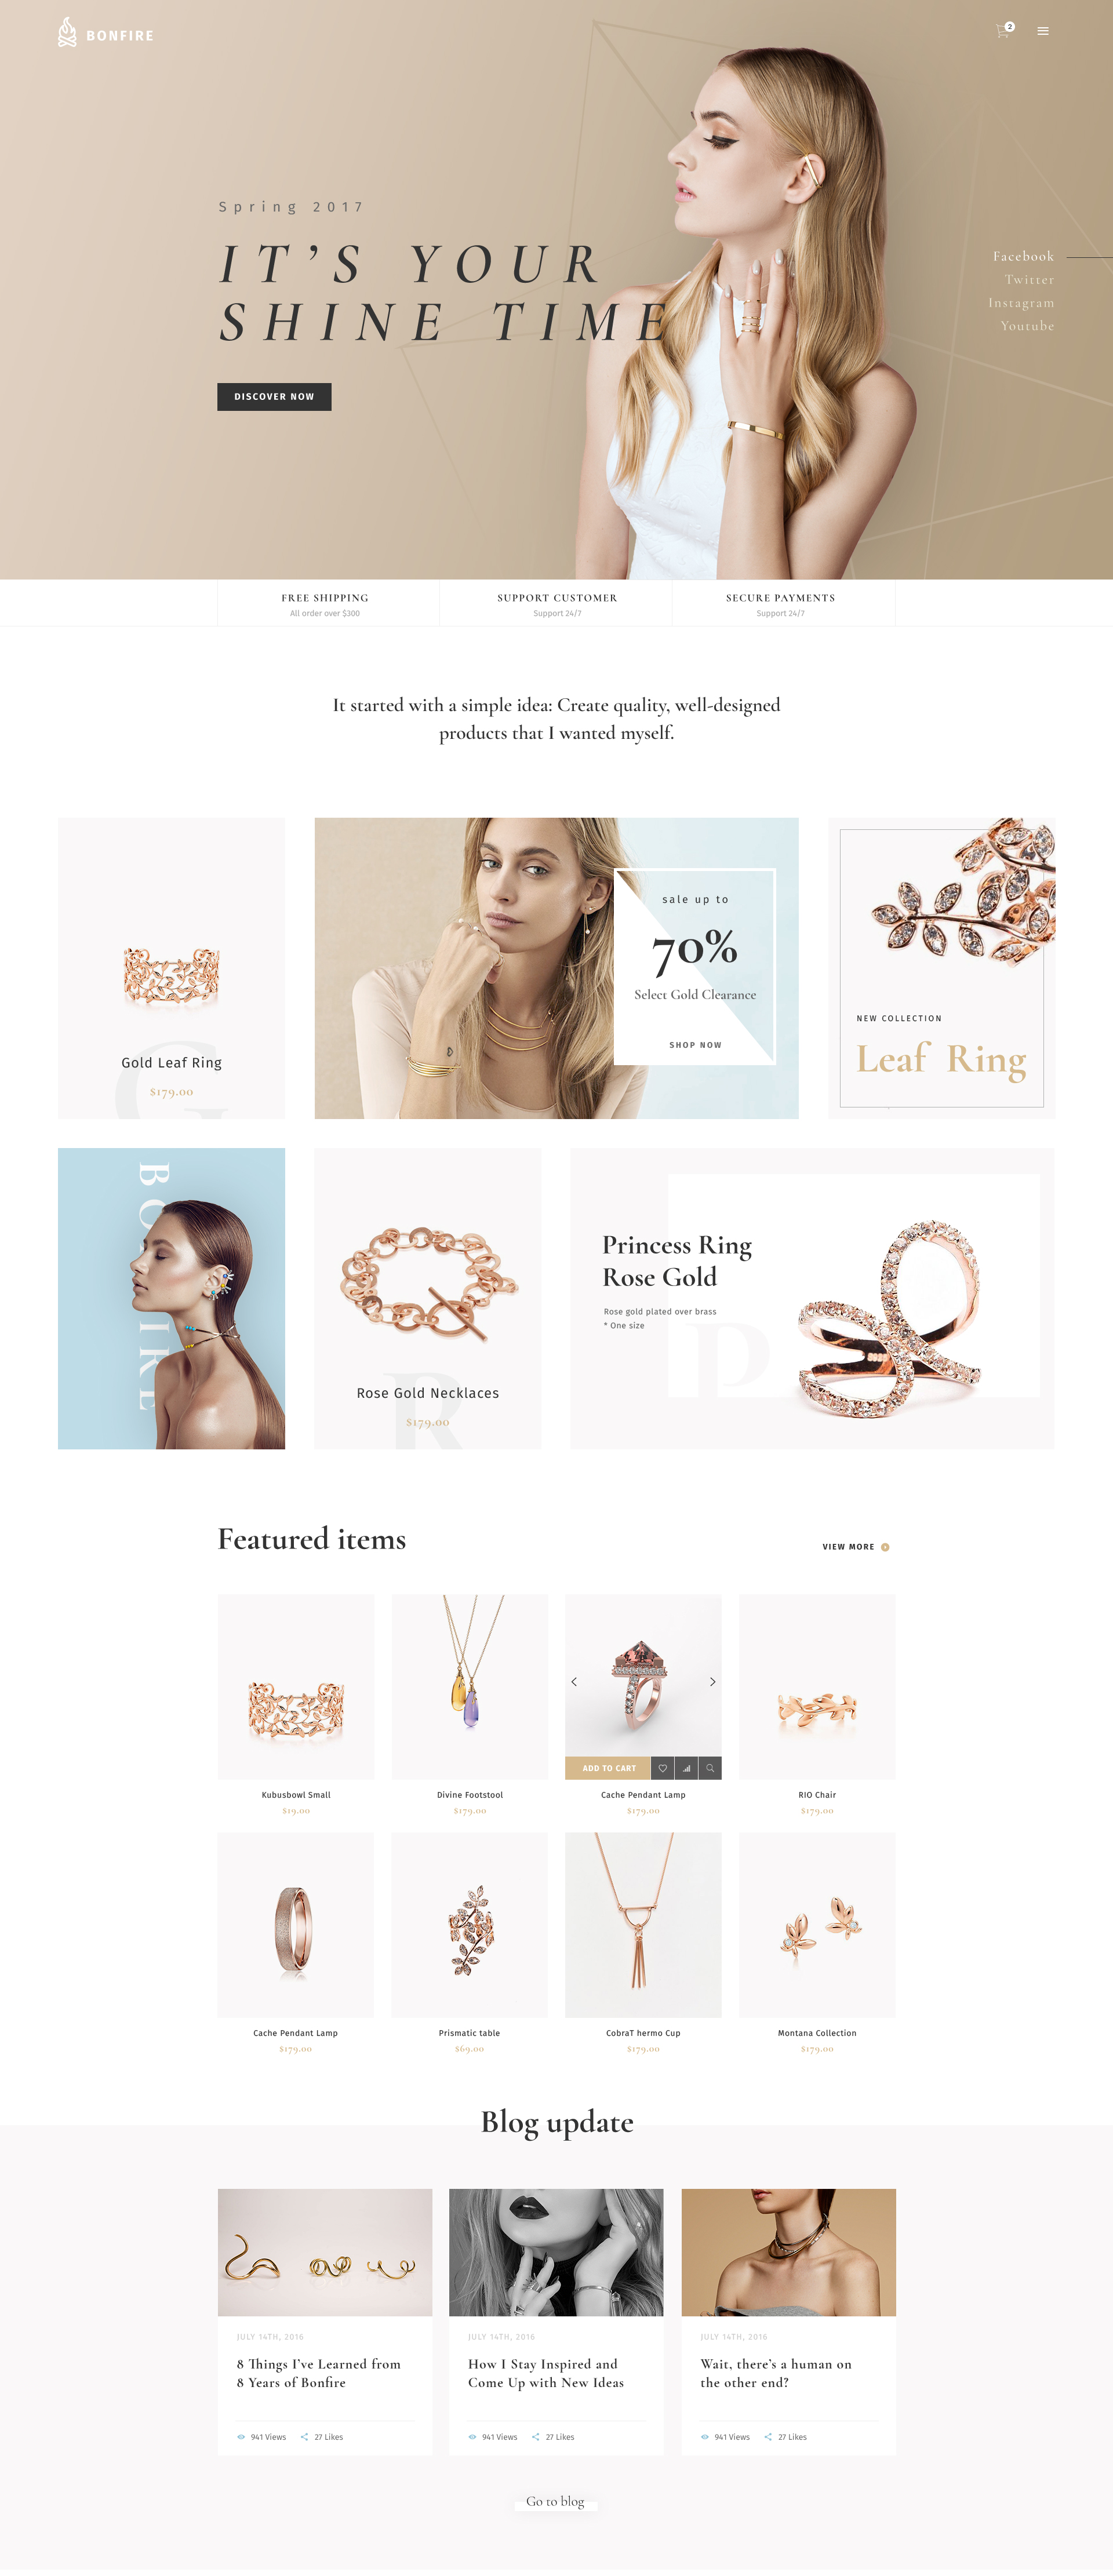 BONFIRE
2
Spring 2017
IT’S YOUR
SHINE TIME
DISCOVER NOW
Facebook
Twitter
Instagram
Youtube
FREE SHIPPING
All order over $300
SUPPORT CUSTOMER
Support 24/7
SECURE PAYMENTS
Support 24/7
It started with a simple idea: Create quality, well-designed
products that I wanted myself.
G
Gold Leaf Ring
$179.00
sale up to
70%
Select Gold Clearance
SHOP NOW
NEW COLLECTION
Leaf Ring
R
Rose Gold Necklaces
$179.00
Princess Ring
Rose Gold
Rose gold plated over brass
* One size
P
Featured items
VIEW MORE
ADD TO CART
Kubusbowl Small
$19.00
Divine Footstool
$179.00
Cache Pendant Lamp
$179.00
RIO Chair
$179.00
Cache Pendant Lamp
$179.00
Prismatic table
$69.00
CobraT hermo Cup
$179.00
Montana Collection
$179.00
Blog update
JULY 14TH, 2016
8 Things I’ve Learned from
8 Years of Bonfire
941 Views
27 Likes
JULY 14TH, 2016
How I Stay Inspired and
Come Up with New Ideas
941 Views
27 Likes
JULY 14TH, 2016
Wait, there’s a human on
the other end?
941 Views
27 Likes
Go to blog